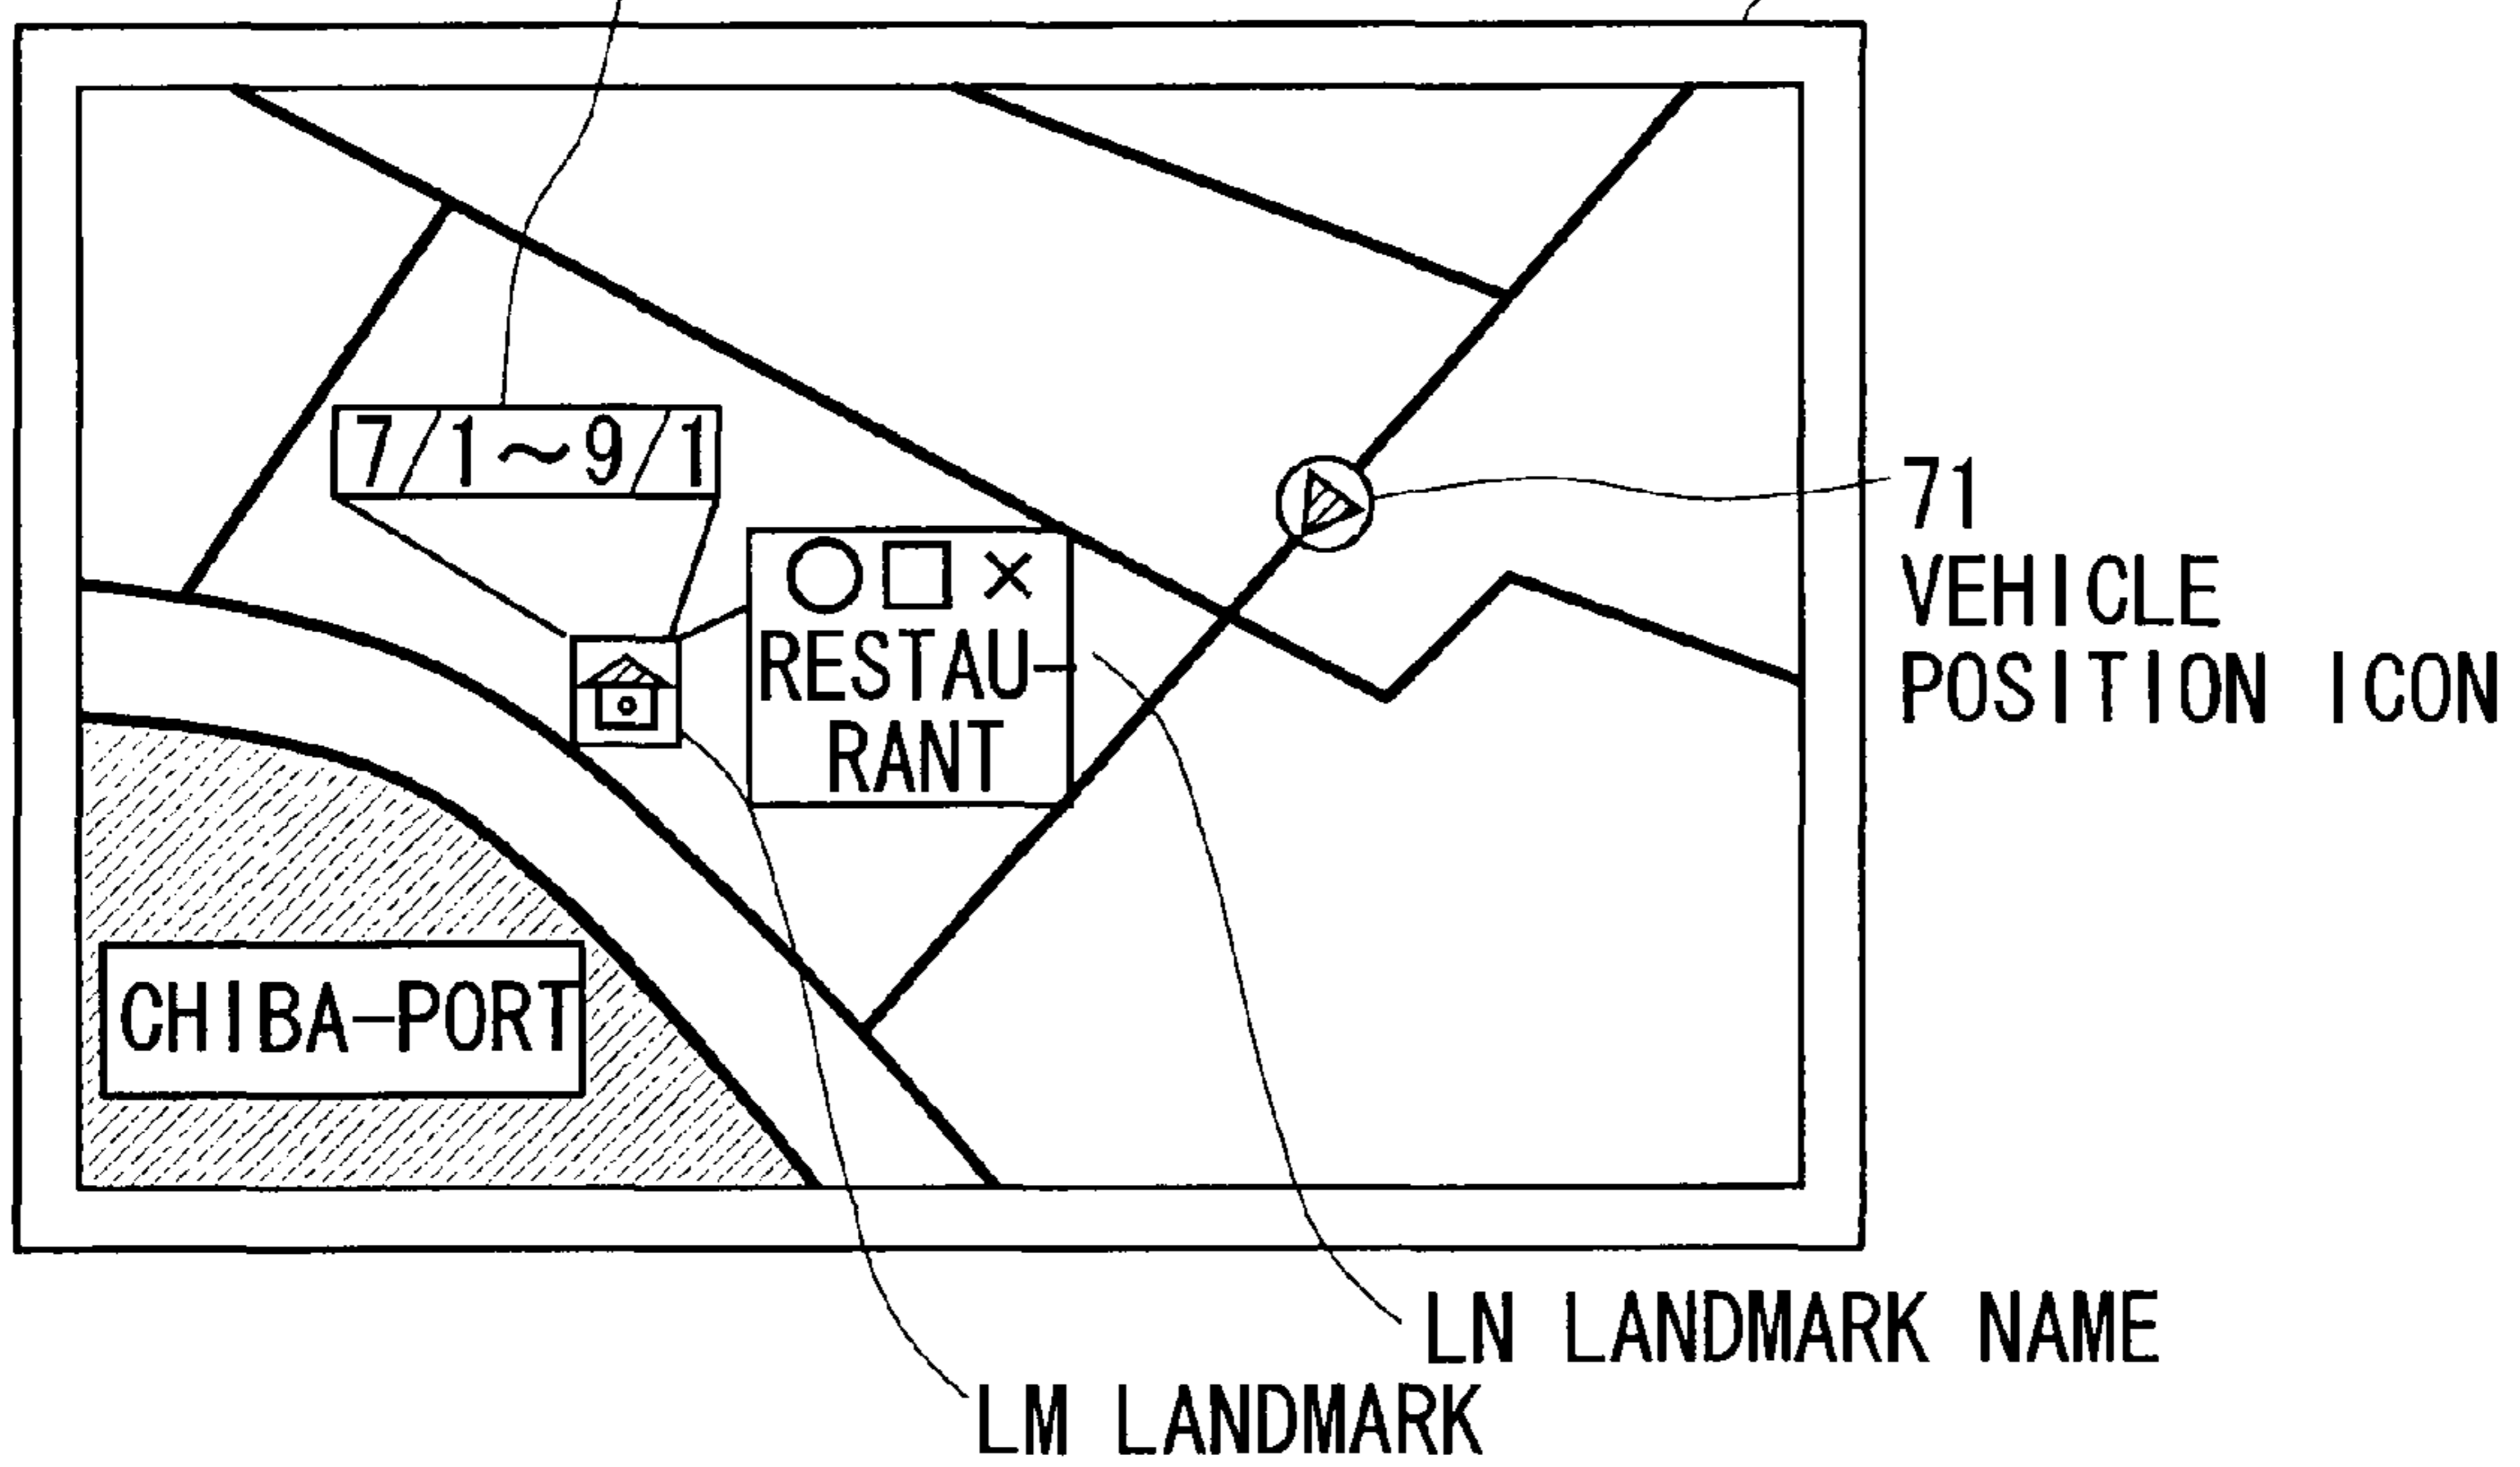 7/1～9/1
○□×
RESTAU-
RANT
CHIBA-PORT
71
VEHICLE
POSITION ICON
LN LANDMARK NAME
LM LANDMARK